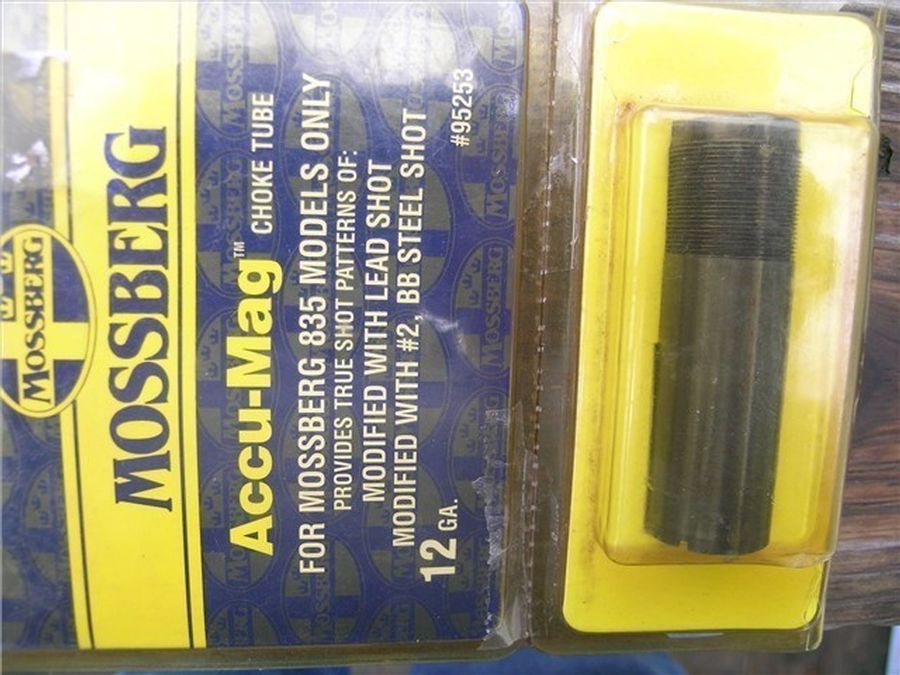 MOSSBERG
MOSSBERG
Accu-Mag™ CHOKE TUBE
FOR MOSSBERG 835 MODELS ONLY
PROVIDES TRUE SHOT PATTERNS OF:
MODIFIED WITH LEAD SHOT
MODIFIED WITH #2, BB STEEL SHOT
12 GA.
#95253